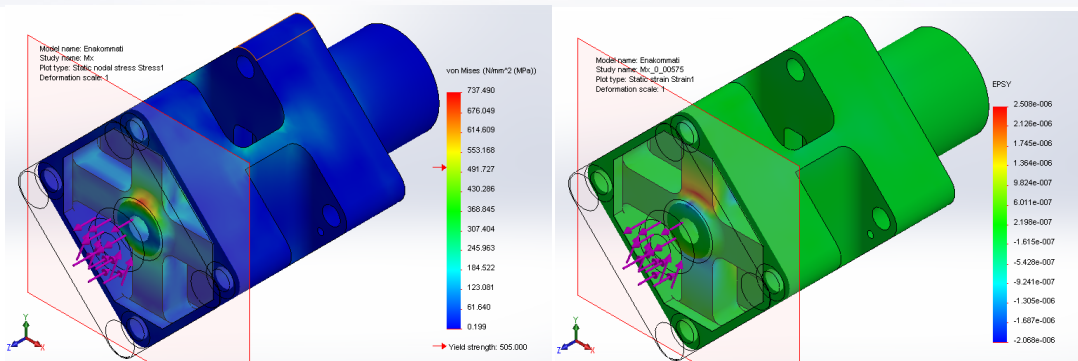 Model name: Enakommati
Study name: Mx
Plot type: Static nodal stress Stress1
Deformation scale: 1
von Mises (N/mm^2 (MPa))
737.490
676.049
614.609
553.168
491.727
430.286
368.845
307.404
245.963
184.522
123.081
61.640
0.199
Yield strength: 505.000
Y
Z
X
Model name: Enakommati
Study name: Mx_0_00575
Plot type: Static strain Strain1
Deformation scale: 1
EPSY
2.508e-006
2.126e-006
1.745e-006
1.364e-006
9.824e-007
6.011e-007
2.198e-007
-1.615e-007
-5.428e-007
-9.241e-007
-1.305e-006
-1.687e-006
-2.068e-006
Y
Z
X